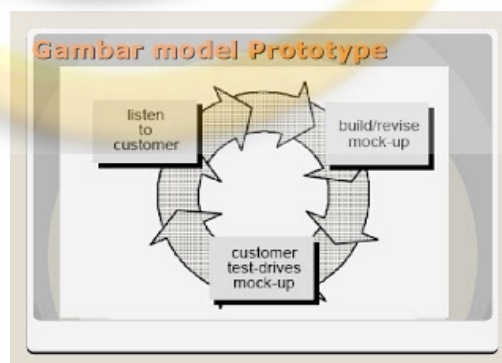 Gambar model Prototype
listen
to
customer
build/revise
mock-up
customer
test-drives
mock-up